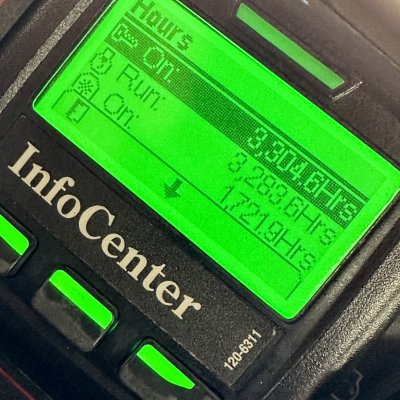 Hours
On: 3,304.6Hrs
Run: 3,283.6Hrs
On: 1,721.9Hrs
InfoCenter
120-6311